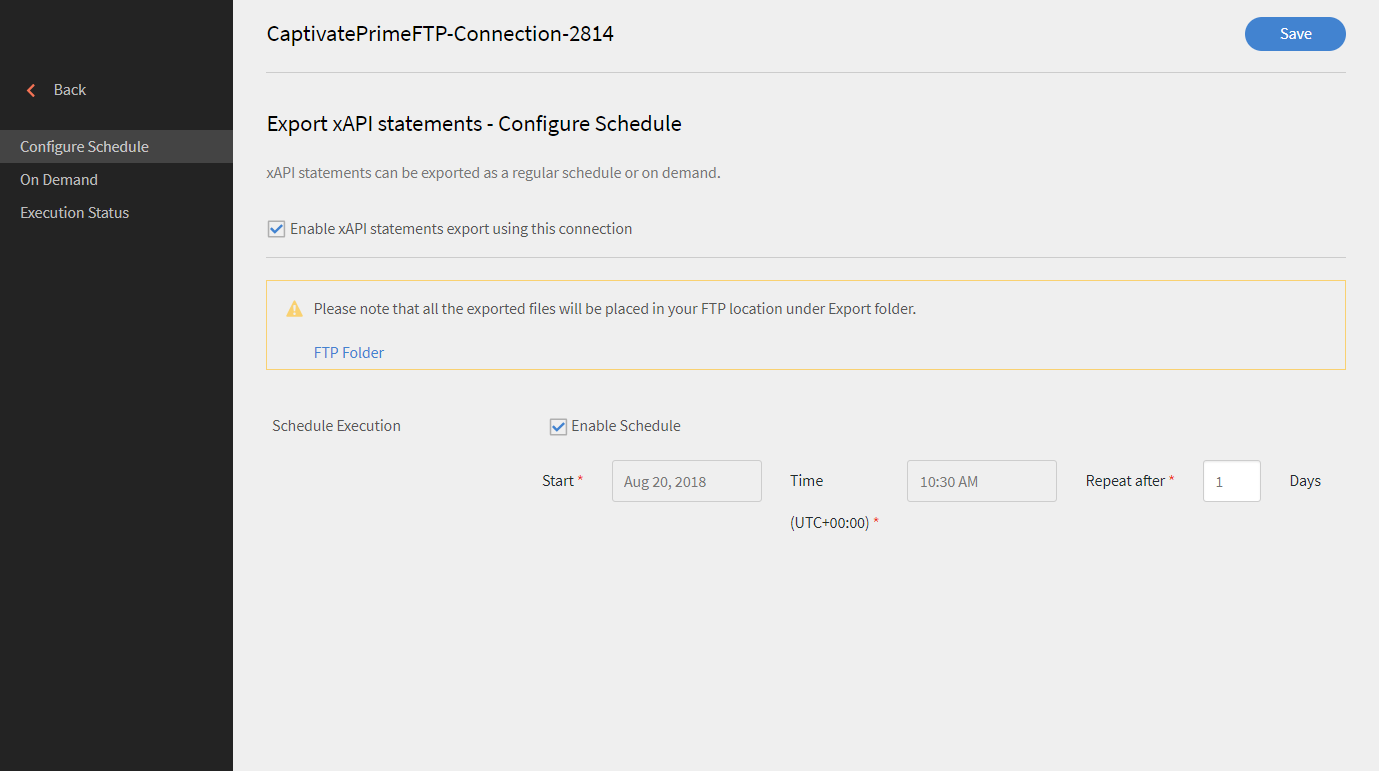 CaptivatePrimeFTP-Connection-2814
Save
Back
Configure Schedule
On Demand
Execution Status
Export xAPI statements - Configure Schedule
xAPI statements can be exported as a regular schedule or on demand.
Enable xAPI statements export using this connection
Please note that all the exported files will be placed in your FTP location under Export folder.
FTP Folder
Schedule Execution
Enable Schedule
Start *
Aug 20, 2018
Time
(UTC+00:00) *
10:30 AM
Repeat after *
1
Days